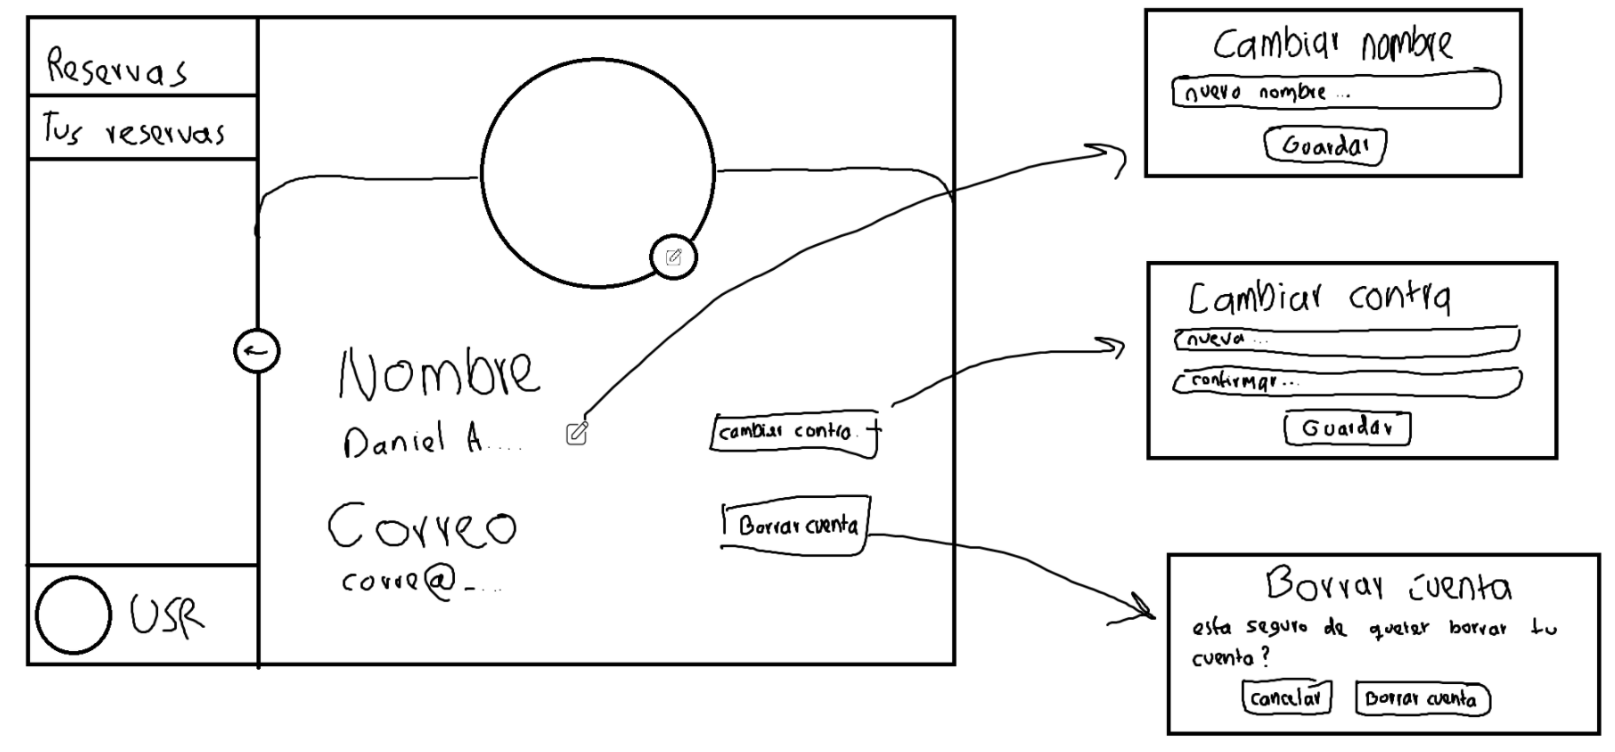 Reservas
Tus reservas
Nombre
Daniel A....
cambiar contra.
Correo
corre@_...
Borrar cuenta
USR
Cambiar nombre
nuevo nombre...
Guardar
Cambiar contra
nueva...
confirmar...
Guardar
Borrar cuenta
esta seguro de querer borrar tu
cuenta?
cancelar
Borrar cuenta